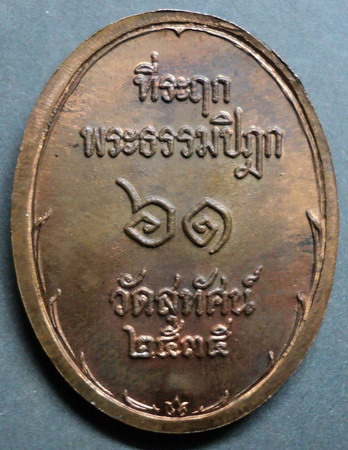 ที่ระฦก
พระธรรมปิฎก
๖๑
วัดสุทัศน์
๒๕๓๕